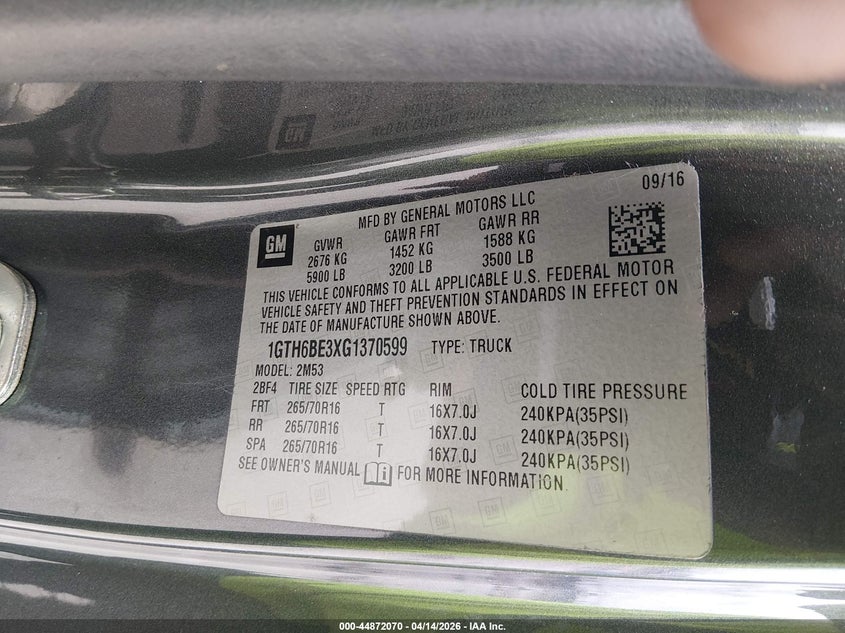 09/16
MFD BY GENERAL MOTORS LLC
GM
GVWR GAWR FRT GAWR RR
2676 KG 1452 KG 1588 KG
5900 LB 3200 LB 3500 LB
THIS VEHICLE CONFORMS TO ALL APPLICABLE U.S. FEDERAL MOTOR
VEHICLE SAFETY AND THEFT PREVENTION STANDARDS IN EFFECT ON
THE DATE OF MANUFACTURE SHOWN ABOVE.
1GTH6BE3XG1370599 TYPE: TRUCK
MODEL: 2M53
2BF4 TIRE SIZE SPEED RTG RIM COLD TIRE PRESSURE
FRT 265/70R16 T 16X7.0J 240KPA(35PSI)
RR 265/70R16 T 16X7.0J 240KPA(35PSI)
SPA 265/70R16 T 16X7.0J 240KPA(35PSI)
SEE OWNER'S MANUAL FOR MORE INFORMATION.
000-44872070 - 04/14/2026 - IAA Inc.